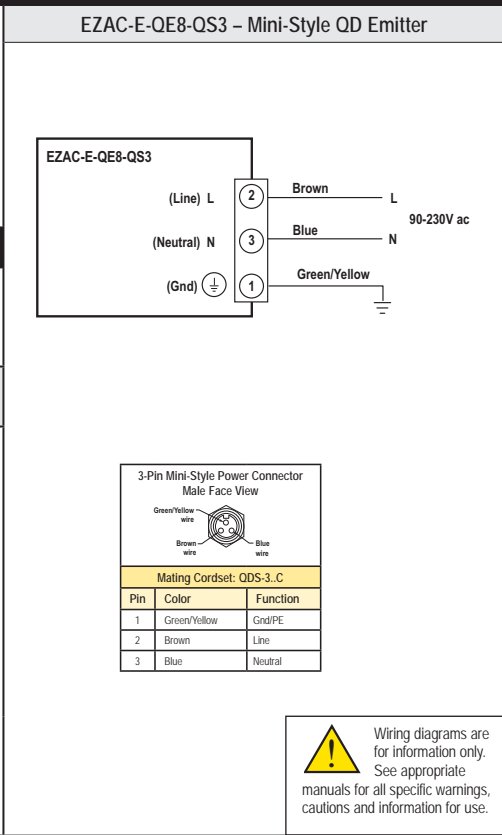 EZAC-E-QE8-QS3 – Mini-Style QD Emitter
EZAC-E-QE8-QS3
(Line) L 2 Brown L
90-230V ac
(Neutral) N 3 Blue N
(Gnd) 1 Green/Yellow
3-Pin Mini-Style Power Connector
Male Face View
Green/Yellow
wire
Brown
wire
Blue
wire
Mating Cordset: QDS-3..C
Pin Color Function
1 Green/Yellow Gnd/PE
2 Brown Line
3 Blue Neutral
!
Wiring diagrams are
for information only.
See appropriate
manuals for all specific warnings,
cautions and information for use.